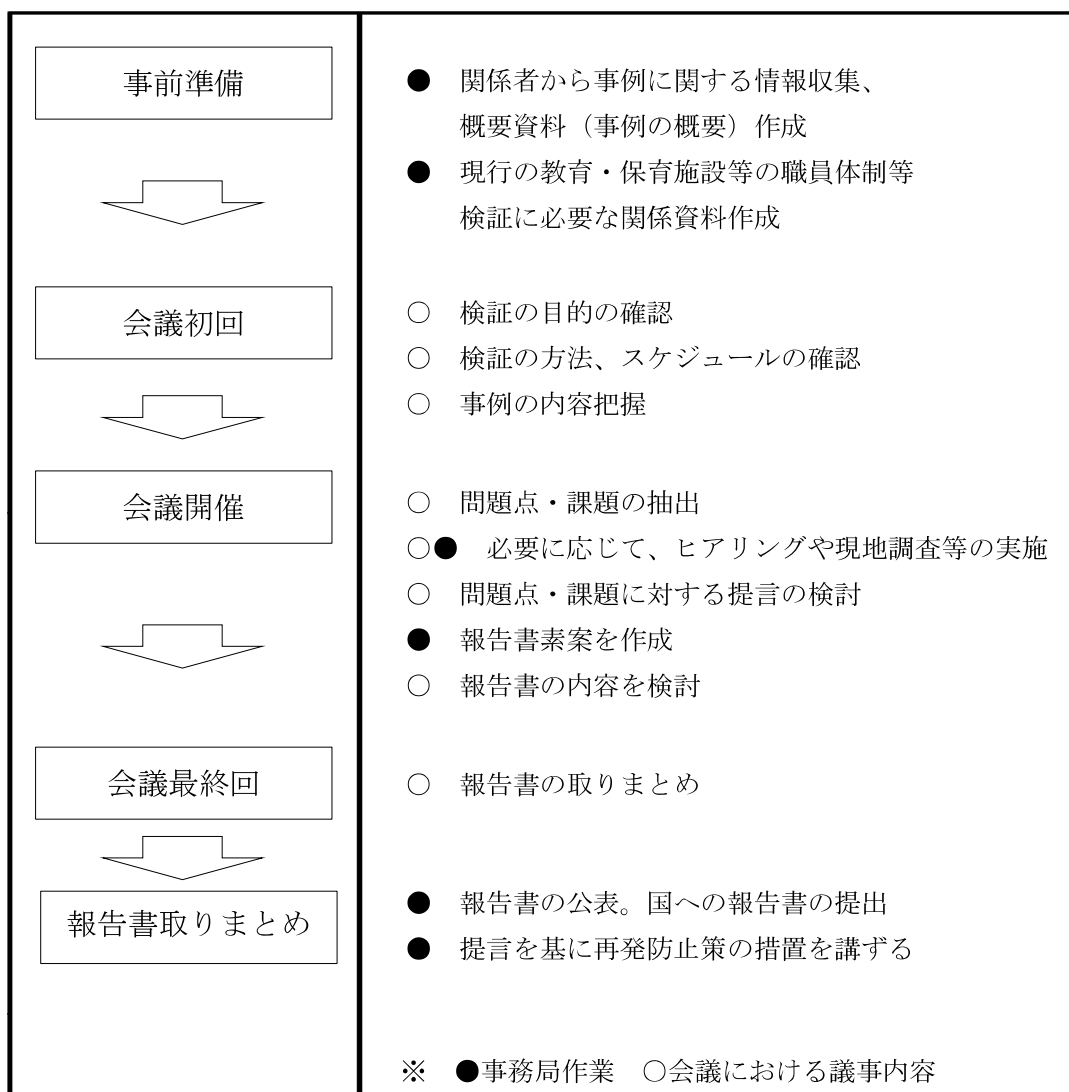 事前準備
● 関係者から事例に関する情報収集、
概要資料（事例の概要）作成
● 現行の教育・保育施設等の職員体制等
検証に必要な関係資料作成
会議初回
○ 検証の目的の確認
○ 検証の方法、スケジュールの確認
○ 事例の内容把握
会議開催
○ 問題点・課題の抽出
○● 必要に応じて、ヒアリングや現地調査等の実施
○ 問題点・課題に対する提言の検討
● 報告書素案を作成
○ 報告書の内容を検討
会議最終回
○ 報告書の取りまとめ
報告書取りまとめ
● 報告書の公表。国への報告書の提出
● 提言を基に再発防止策の措置を講ずる
※ ●事務局作業 ○会議における議事内容